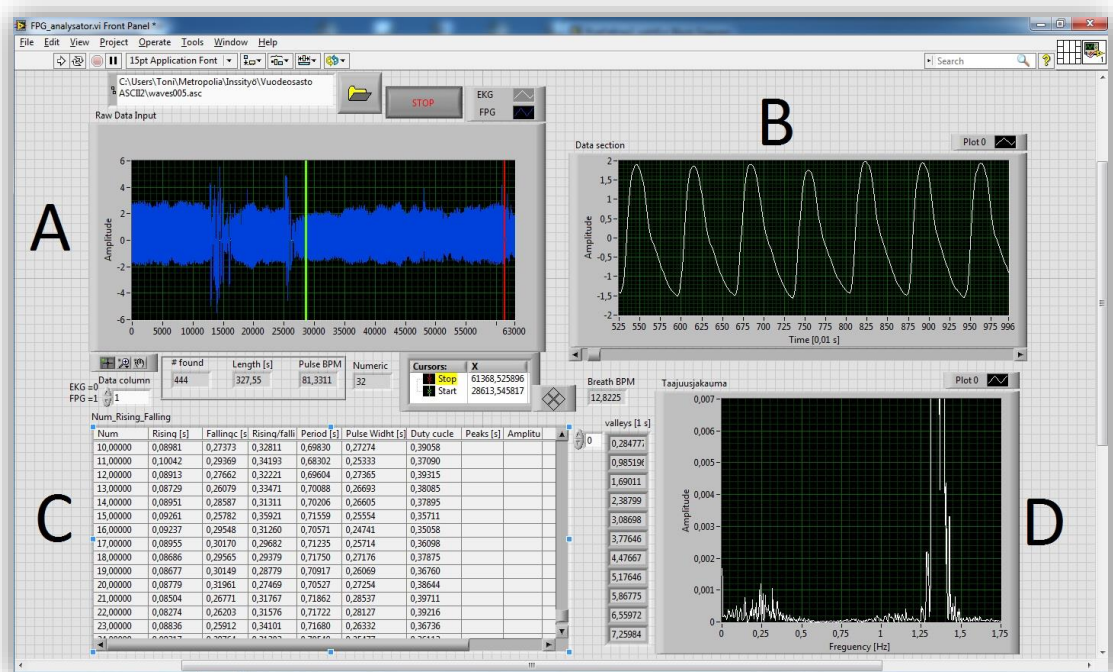 FPG_analysator.vi Front Panel *
File Edit View Project Operate Tools Window Help
15pt Application Font
Search
C:\Users\Toni\Metropolia\Inssityö\Vuodeosasto
ASCII2\waves005.asc
STOP
EKG
FPG
Raw Data Input
A
6
4
2
0
-2
-4
-6
Amplitude
0 5000 10000 15000 20000 25000 30000 35000 40000 45000 50000 55000 63000
B
Data section
Plot 0
2
1,5
1
0,5
0
-0,5
-1
-1,5
-2
Amplitude
525 550 575 600 625 650 675 700 725 750 775 800 825 850 875 900 925 950 975 996
Time [0,01 s]
EKG =0
FPG =1
Data column
1
# found
444
Length [s]
327,55
Pulse BPM
81,3311
Numeric
32
Cursors: X
Stop 61368,525896
Start 28613,545817
Breath BPM
12,8225
C
Num_Rising_Falling
Num Rising [s] Fallingc [s Rising/falli Period [s] Pulse Widht [s] Duty cucle Peaks [s] Amplitu
10,00000 0,08981 0,27373 0,32811 0,69830 0,27274 0,39058
11,00000 0,10042 0,29369 0,34193 0,68302 0,25333 0,37090
12,00000 0,08913 0,27662 0,32221 0,69604 0,27365 0,39315
13,00000 0,08729 0,26079 0,33471 0,70088 0,26693 0,38085
14,00000 0,08951 0,28587 0,31311 0,70206 0,26605 0,37895
15,00000 0,09261 0,25782 0,35921 0,71559 0,25554 0,35711
16,00000 0,09237 0,29548 0,31260 0,70571 0,24741 0,35058
17,00000 0,08955 0,30170 0,29682 0,71235 0,25714 0,36098
18,00000 0,08686 0,29565 0,29379 0,71750 0,27176 0,37875
19,00000 0,08677 0,30149 0,28779 0,70917 0,26069 0,36760
20,00000 0,08779 0,31961 0,27469 0,70527 0,27254 0,38644
21,00000 0,08504 0,26771 0,31767 0,71862 0,28537 0,39711
22,00000 0,08274 0,26203 0,31576 0,71722 0,28127 0,39216
23,00000 0,08836 0,25912 0,34101 0,71680 0,26332 0,36736
valleys [1 s]
0
0,284777
0,985196
1,69011
2,38799
3,08698
3,77646
4,47667
5,17646
5,86775
6,55972
7,25984
D
Taajuusjakauma
Plot 0
0,007
0,006
0,005
0,004
0,003
0,002
0,001
0
Amplitude
0 0,25 0,5 0,75 1 1,25 1,5 1,75
Freguency [Hz]